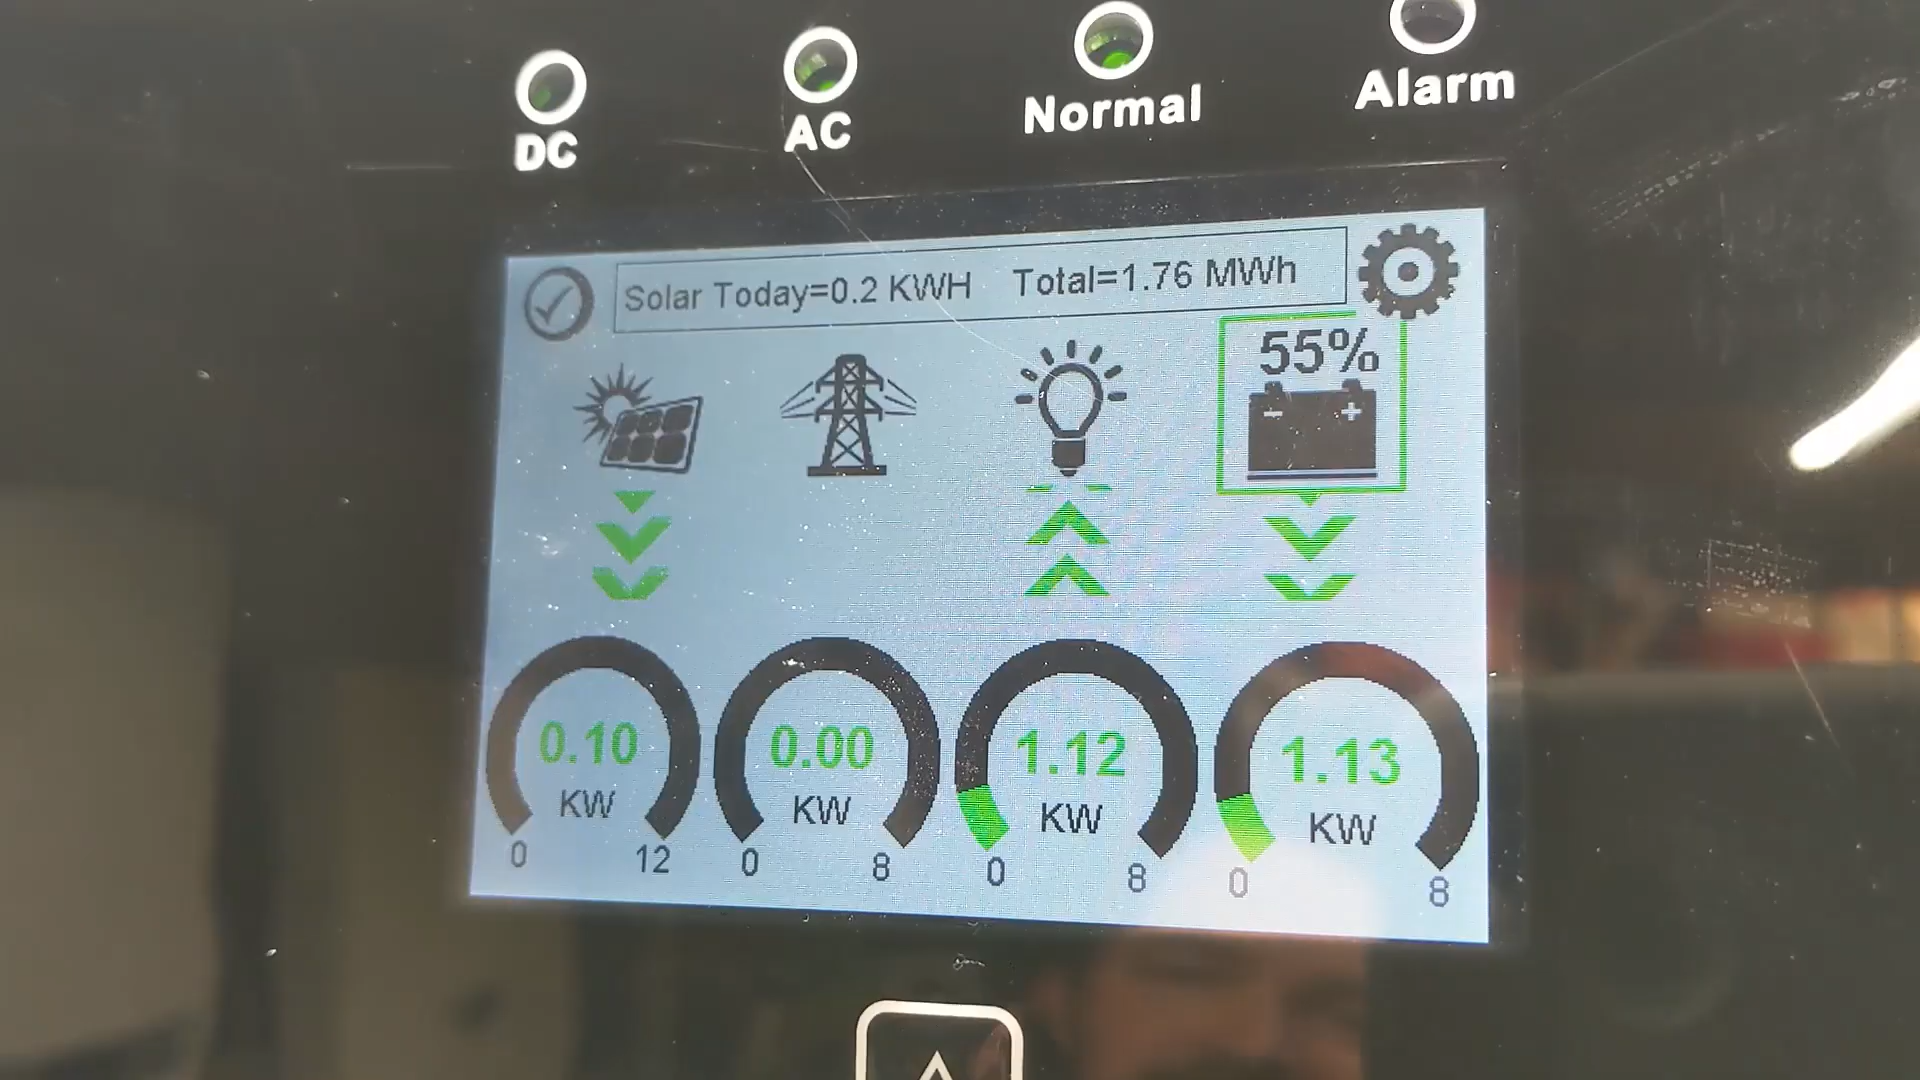 DC AC Normal Alarm
Solar Today=0.2 KWH Total=1.76 MWh
55%
0.10 0.00 1.12 1.13
KW KW KW KW
0 12 0 8 0 8 0 8